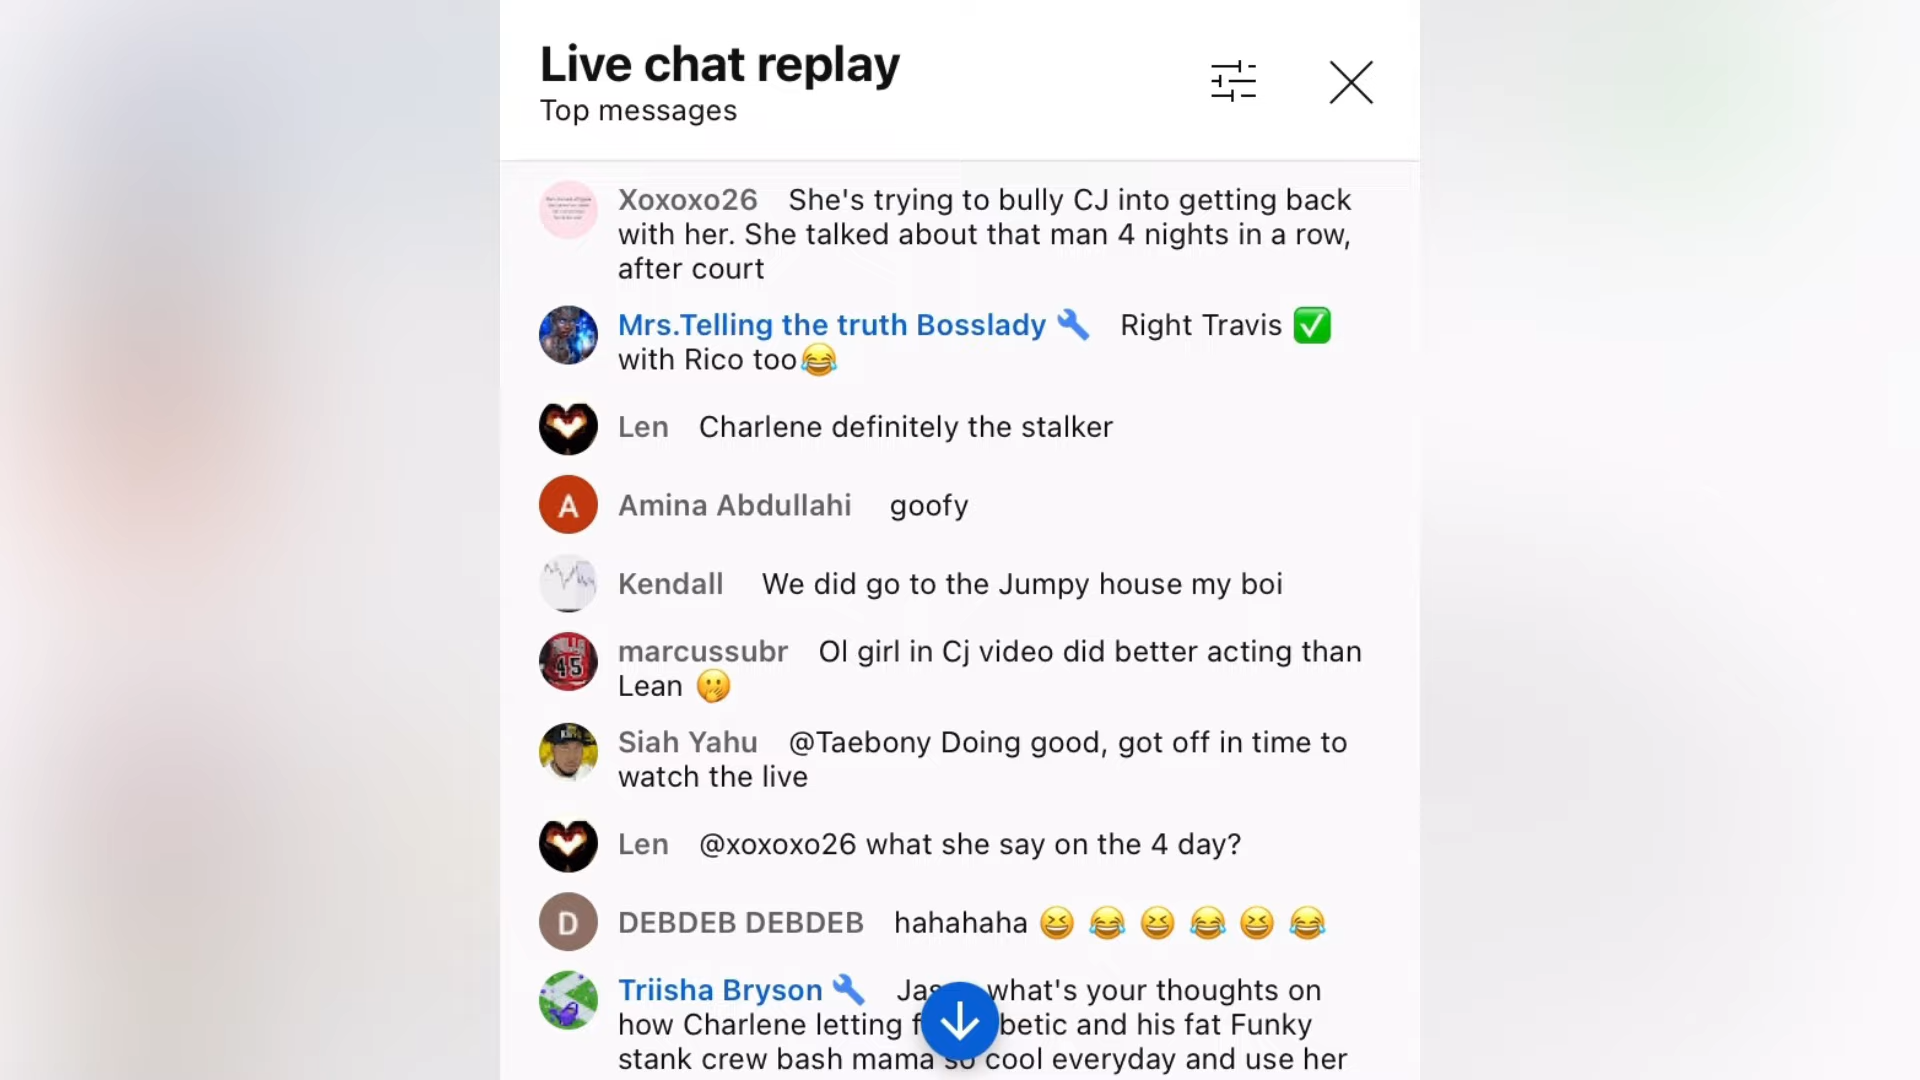 Live chat replay
Top messages
Xoxoxo26 She's trying to bully CJ into getting back
with her. She talked about that man 4 nights in a row,
after court
Mrs.Telling the truth Bosslady 🔧 Right Travis ✅
with Rico too😂
Len Charlene definitely the stalker
A Amina Abdullahi goofy
Kendall We did go to the Jumpy house my boi
45 marcussubr Ol girl in Cj video did better acting than
Lean 🤭
Siah Yahu @Taebony Doing good, got off in time to
watch the live
Len @xoxoxo26 what she say on the 4 day?
D DEBDEB DEBDEB hahahaha 😆 😂 😆 😂 😆 😂
Triisha Bryson 🔧 what's your thoughts on
how Charlene letting and his fat Funky
stank crew bash mama so cool everyday and use her